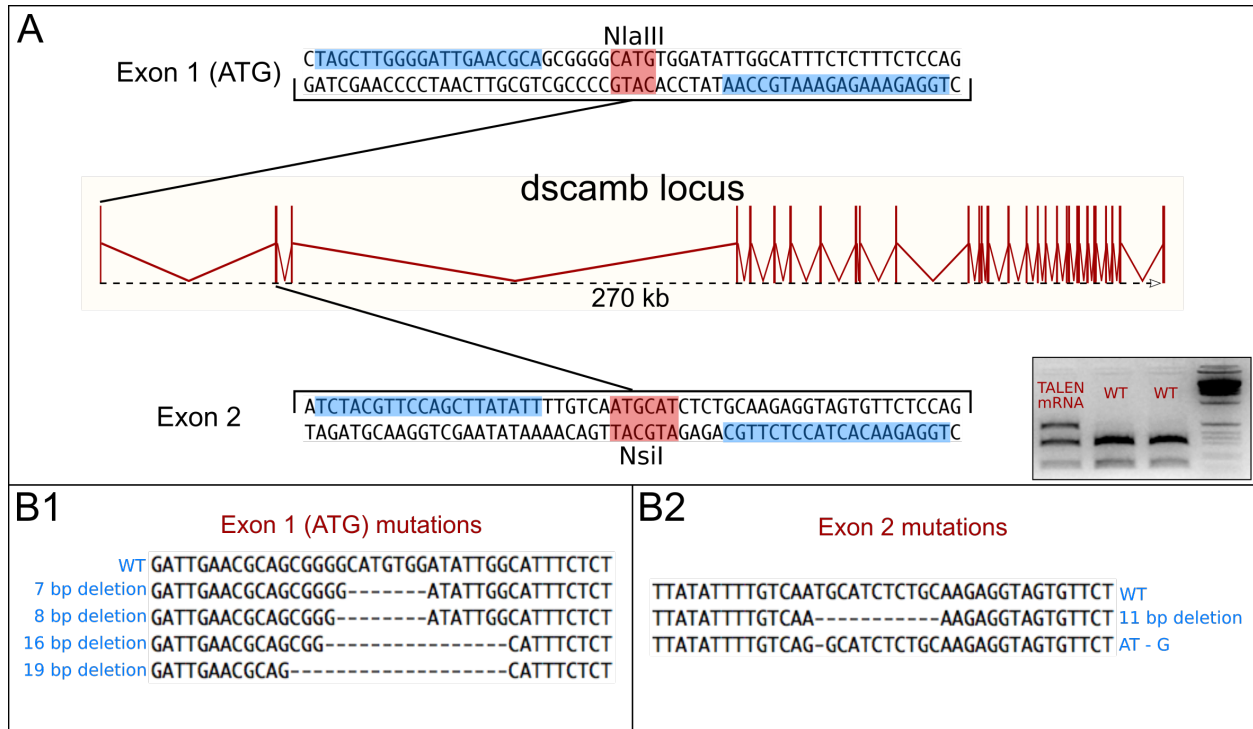 A
NlaIII
Exon 1 (ATG)
CTAGCTTGGGGATTGAACGCAGCGGGGCATGTGGATATTGGCATTTCTCTTTCTCCAG
GATCGAACCCCTAACTTGCGTCGCCCCGTACACCTATAACCGTAAAGAGAAAGAGGTC
dscamb locus
270 kb
Exon 2
ATCTACGTTCCAGCTTATATTTTGTCAATGCATCTCTGCAAGAGGTAGTGTTCTCCAG
TAGATGCAAGGTCGAATATAAAACAGTTACGTAGAGACGTTCTCCATCACAAGAGGTC
NsiI
TALEN WT WT
mRNA
B1
Exon 1 (ATG) mutations
WT GATTGAACGCAGCGGGGCATGTGGATATTGGCATTTCTCT
7 bp deletion GATTGAACGCAGCGGGG-------ATATTGGCATTTCTCT
8 bp deletion GATTGAACGCAGCGGG--------ATATTGGCATTTCTCT
16 bp deletion GATTGAACGCAGCGG----------------CATTTCTCT
19 bp deletion GATTGAACGCAG-------------------CATTTCTCT
B2
Exon 2 mutations
TTATATTTTGTCAATGCATCTCTGCAAGAGGTAGTGTTCT WT
TTATATTTTGTCAA-----------AAGAGGTAGTGTTCT 11 bp deletion
TTATATTTTGTCAG-GCATCTCTGCAAGAGGTAGTGTTCT AT - G